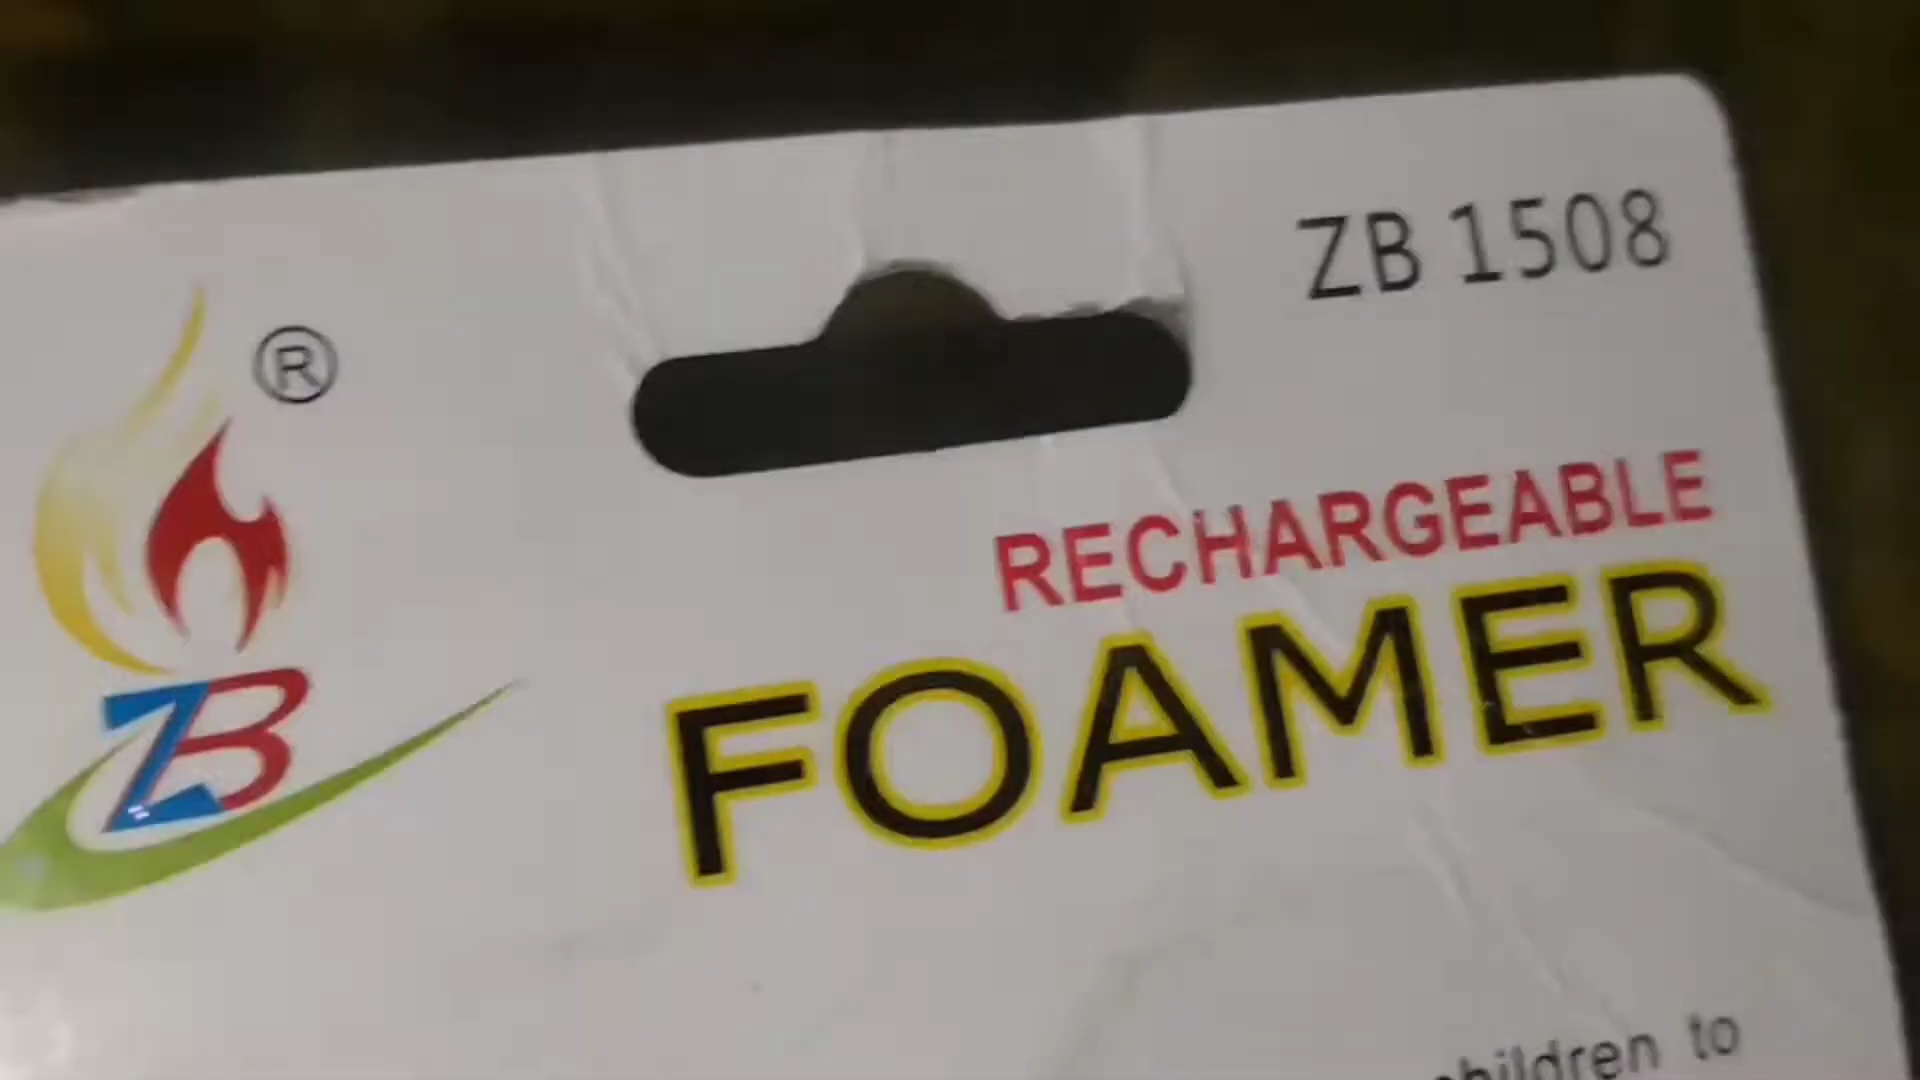 ZB 1508
®
ZB
RECHARGEABLE
FOAMER
children to